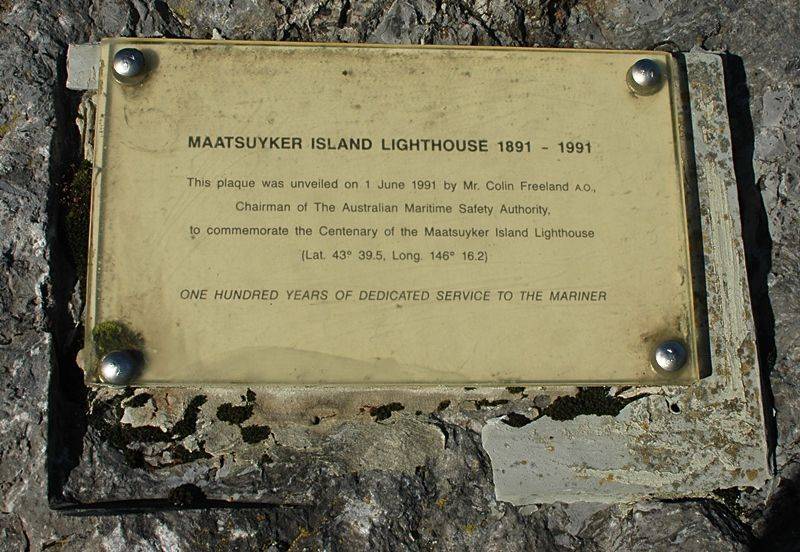 MAATSUYKER ISLAND LIGHTHOUSE 1891 - 1991
This plaque was unveiled on 1 June 1991 by Mr. Colin Freeland A.O.,
Chairman of The Australian Maritime Safety Authority,
to commemorate the Centenary of the Maatsuyker Island Lighthouse
(Lat. 43° 39.5, Long. 146° 16.2)
ONE HUNDRED YEARS OF DEDICATED SERVICE TO THE MARINER